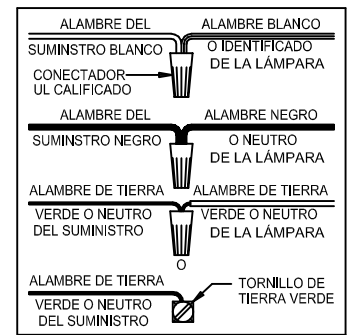 ALAMBRE DEL ALAMBRE BLANCO
SUMINSTRO BLANCO O IDENTIFICADO
CONECTADOR DE LA LÁMPARA
UL CALIFICADO
ALAMBRE DEL ALAMBRE NEGRO
SUMINSTRO NEGRO O NEUTRO
DE LA LÁMPARA
ALAMBRE DE TIERRA ALAMBRE DE TIERRA
VERDE O NEUTRO VERDE O NEUTRO
DEL SUMINISTRO DE LA LÁMPARA
O
ALAMBRE DE TIERRA TORNILLO DE
VERDE O NEUTRO TIERRA VERDE
DEL SUMINISTRO